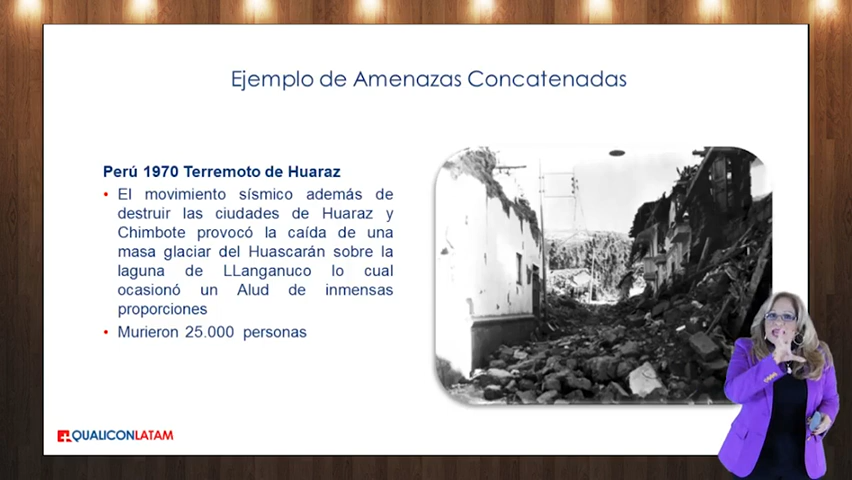 Ejemplo de Amenazas Concatenadas
Perú 1970 Terremoto de Huaraz
• El movimiento sísmico además de
destruir las ciudades de Huaraz y
Chimbote provocó la caída de una
masa glaciar del Huascarán sobre la
laguna de LLanganuco lo cual
ocasionó un Alud de inmensas
proporciones
• Murieron 25.000 personas
QUALICONLATAM